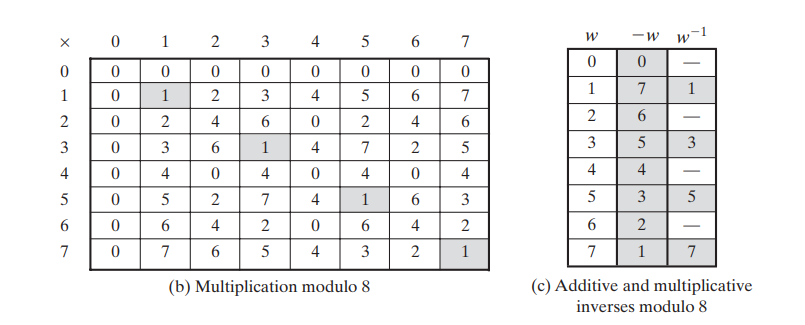 × 0 1 2 3 4 5 6 7
0 0 0 0 0 0 0 0 0
1 0 1 2 3 4 5 6 7
2 0 2 4 6 0 2 4 6
3 0 3 6 1 4 7 2 5
4 0 4 0 4 0 4 0 4
5 0 5 2 7 4 1 6 3
6 0 6 4 2 0 6 4 2
7 0 7 6 5 4 3 2 1
(b) Multiplication modulo 8
w −w w⁻¹
0 0 —
1 7 1
2 6 —
3 5 3
4 4 —
5 3 5
6 2 —
7 1 7
(c) Additive and multiplicative
inverses modulo 8